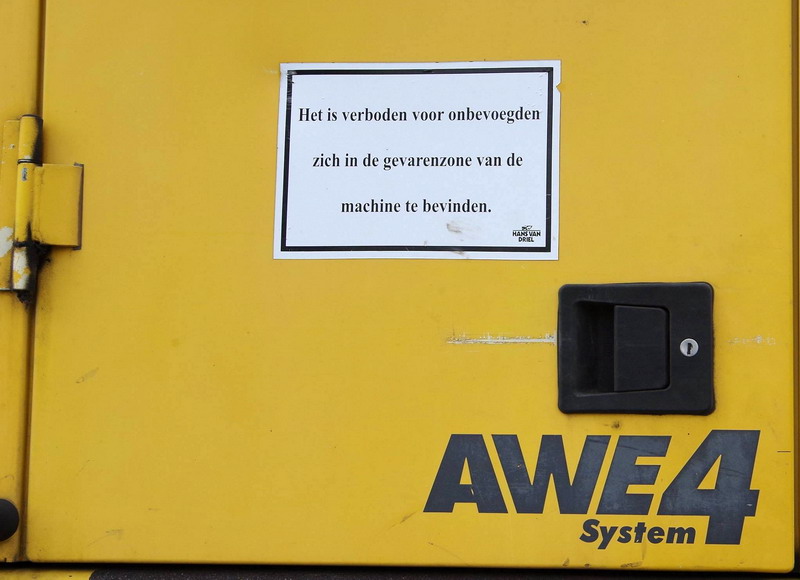 Het is verboden voor onbevoegden
zich in de gevarenzone van de
machine te bevinden.
HANS VAN
DRIEL
AWE4
System